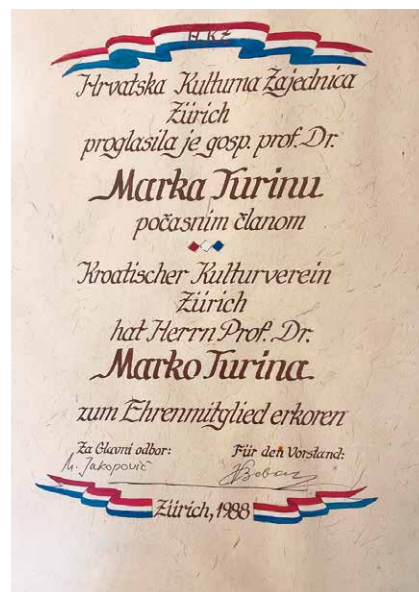 H.K.Z
Hrvatska Kulturna Zajednica
Zürich
proglasila je gosp. prof. Dr.
Marka Turinu
počasnim članom
Kroatischer Kulturverein
Zürich
hat Herrn Prof. Dr.
Marko Turina
zum Ehrenmitglied erkoren
Za Glavni odbor: Für den Vorstand:
M. Jakopović Boban
Zürich, 1988